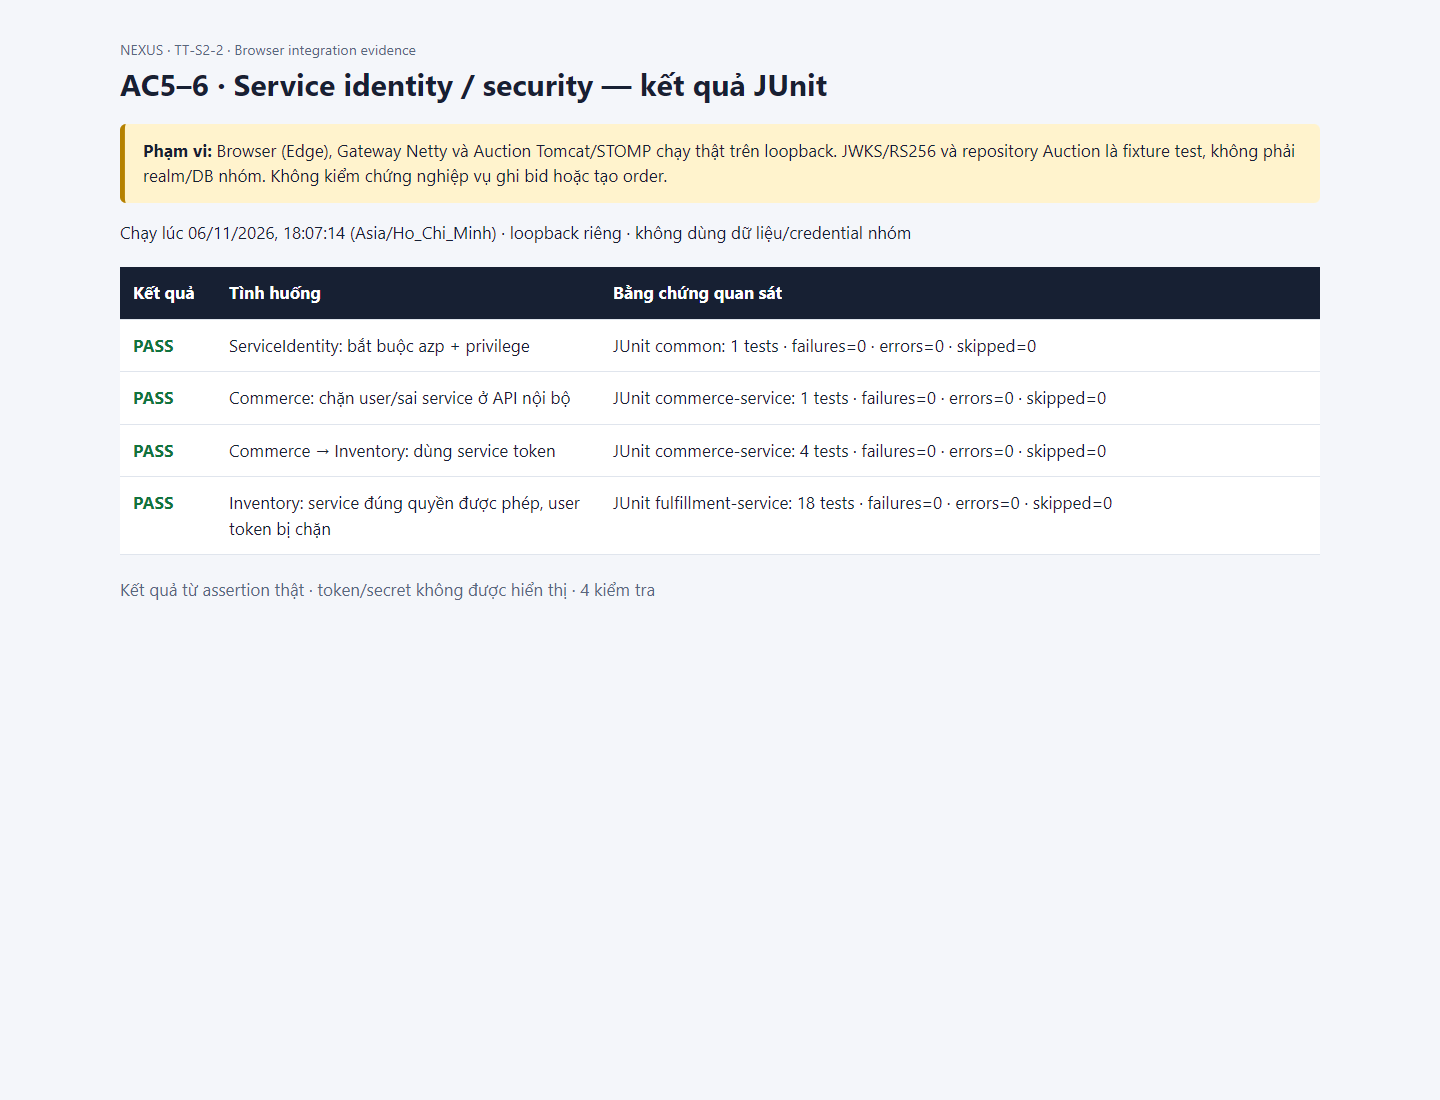 NEXUS · TT-S2-2 · Browser integration evidence
AC5–6 · Service identity / security — kết quả JUnit
Phạm vi: Browser (Edge), Gateway Netty và Auction Tomcat/STOMP chạy thật trên loopback. JWKS/RS256 và repository Auction là fixture test, không phải
realm/DB nhóm. Không kiểm chứng nghiệp vụ ghi bid hoặc tạo order.
Chạy lúc 06/11/2026, 18:07:14 (Asia/Ho_Chi_Minh) · loopback riêng · không dùng dữ liệu/credential nhóm
Kết quả Tình huống Bằng chứng quan sát
PASS ServiceIdentity: bắt buộc azp + privilege JUnit common: 1 tests · failures=0 · errors=0 · skipped=0
PASS Commerce: chặn user/sai service ở API nội bộ JUnit commerce-service: 1 tests · failures=0 · errors=0 · skipped=0
PASS Commerce → Inventory: dùng service token JUnit commerce-service: 4 tests · failures=0 · errors=0 · skipped=0
PASS Inventory: service đúng quyền được phép, user JUnit fulfillment-service: 18 tests · failures=0 · errors=0 · skipped=0
token bị chặn
Kết quả từ assertion thật · token/secret không được hiển thị · 4 kiểm tra